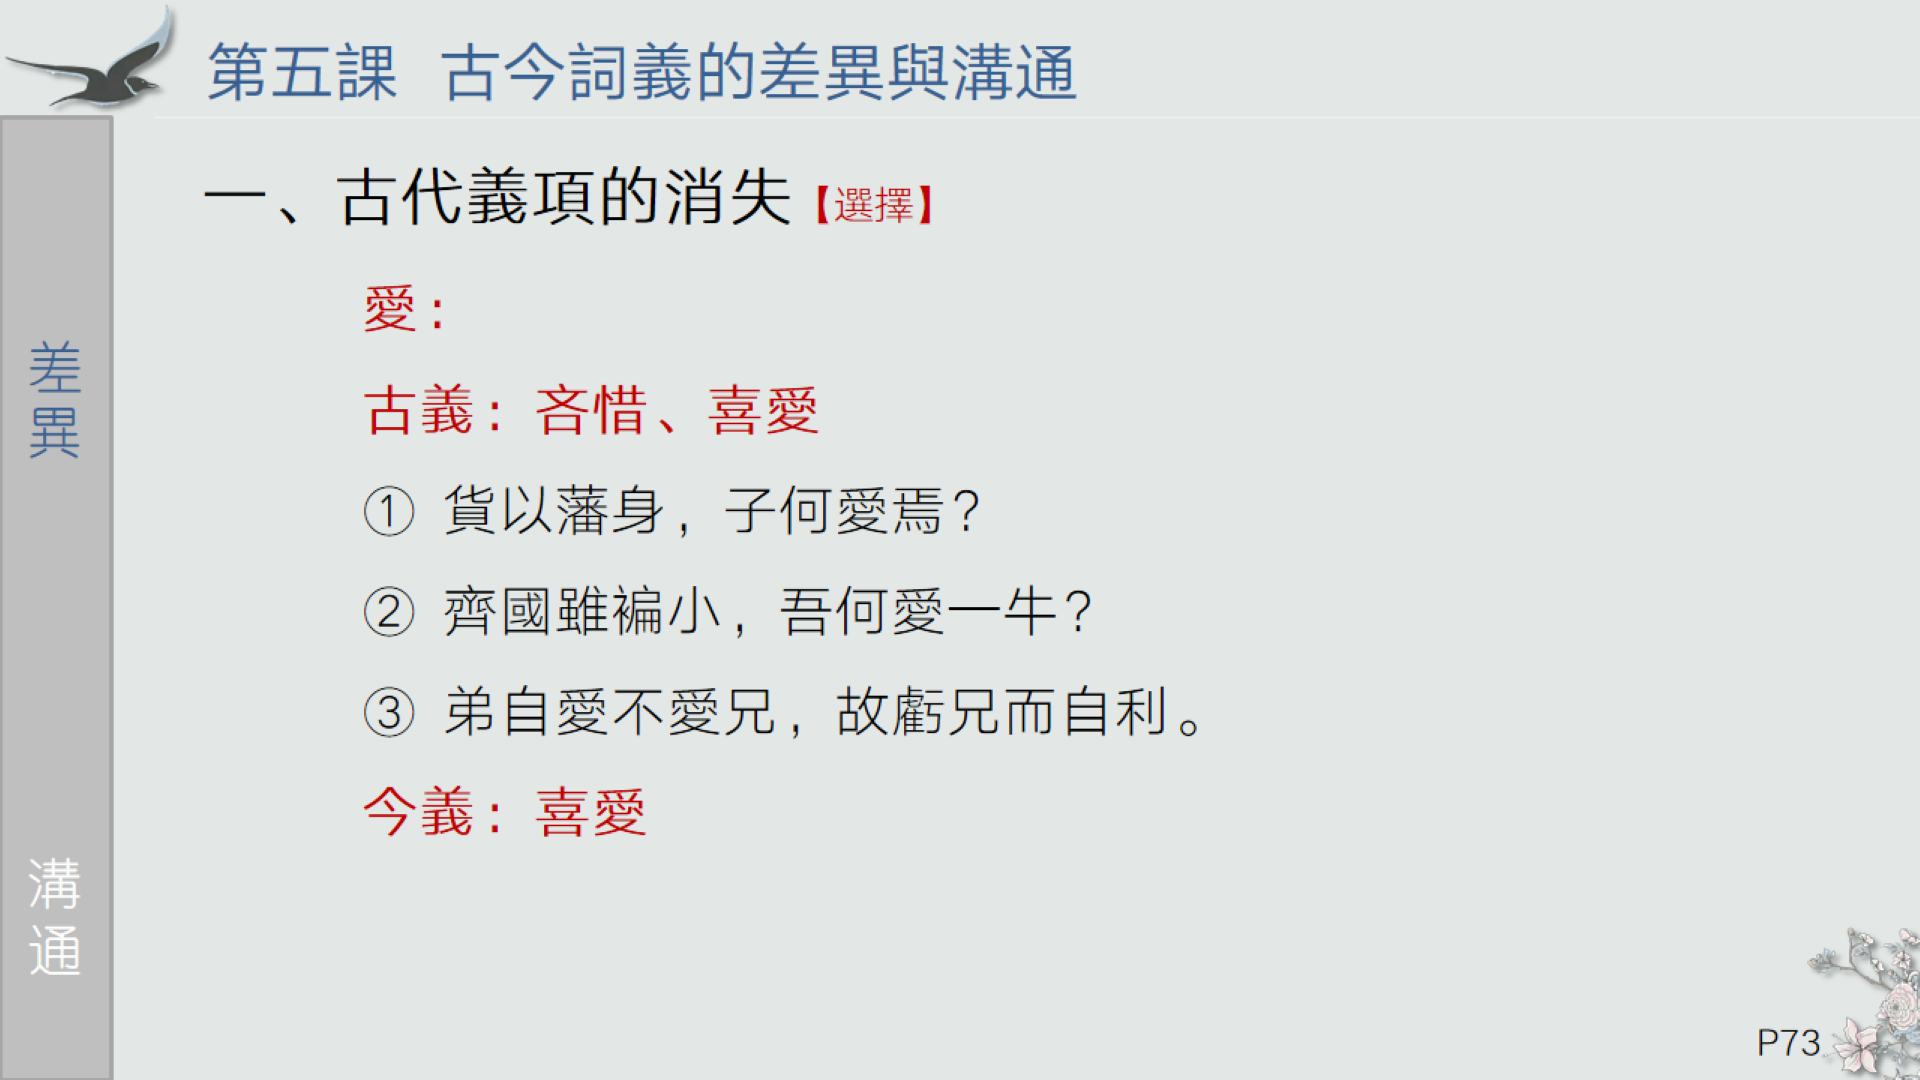 第五課 古今詞義的差異與溝通
差異
溝通
一、古代義項的消失【選擇】
愛：
古義：吝惜、喜愛
① 貨以藩身，子何愛焉？
② 齊國雖褊小，吾何愛一牛？
③ 弟自愛不愛兄，故虧兄而自利。
今義：喜愛
P73